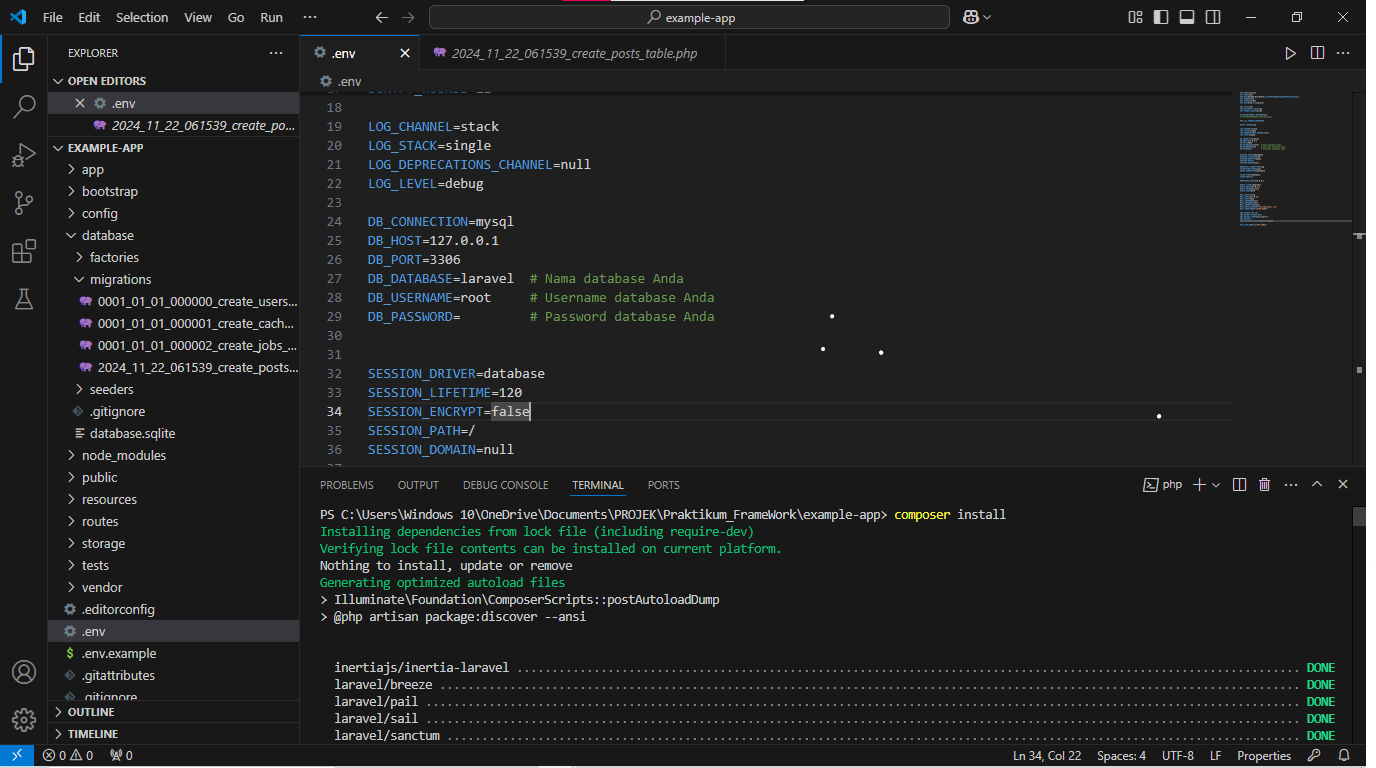 File Edit Selection View Go Run ···
example-app
EXPLORER ···
OPEN EDITORS
.env
2024_11_22_061539_create_po...
EXAMPLE-APP
app
bootstrap
config
database
factories
migrations
0001_01_01_000000_create_users...
0001_01_01_000001_create_cach...
0001_01_01_000002_create_jobs_...
2024_11_22_061539_create_posts...
seeders
.gitignore
database.sqlite
node_modules
public
resources
routes
storage
tests
vendor
.editorconfig
.env
.env.example
.gitattributes
.gitignore
OUTLINE
TIMELINE
.env
2024_11_22_061539_create_posts_table.php
.env
18
19 LOG_CHANNEL=stack
20 LOG_STACK=single
21 LOG_DEPRECATIONS_CHANNEL=null
22 LOG_LEVEL=debug
23
24 DB_CONNECTION=mysql
25 DB_HOST=127.0.0.1
26 DB_PORT=3306
27 DB_DATABASE=laravel # Nama database Anda
28 DB_USERNAME=root # Username database Anda
29 DB_PASSWORD= # Password database Anda
30
31
32 SESSION_DRIVER=database
33 SESSION_LIFETIME=120
34 SESSION_ENCRYPT=false
35 SESSION_PATH=/
36 SESSION_DOMAIN=null
PROBLEMS OUTPUT DEBUG CONSOLE TERMINAL PORTS
php
PS C:\Users\Windows 10\OneDrive\Documents\PROJEK\Praktikum_FrameWork\example-app> composer install
Installing dependencies from lock file (including require-dev)
Verifying lock file contents can be installed on current platform.
Nothing to install, update or remove
Generating optimized autoload files
> Illuminate\Foundation\ComposerScripts::postAutoloadDump
> @php artisan package:discover --ansi
inertiajs/inertia-laravel ... DONE
laravel/breeze ... DONE
laravel/pail ... DONE
laravel/sail ... DONE
laravel/sanctum ... DONE
0 0 0
Ln 34, Col 22 Spaces: 4 UTF-8 LF Properties